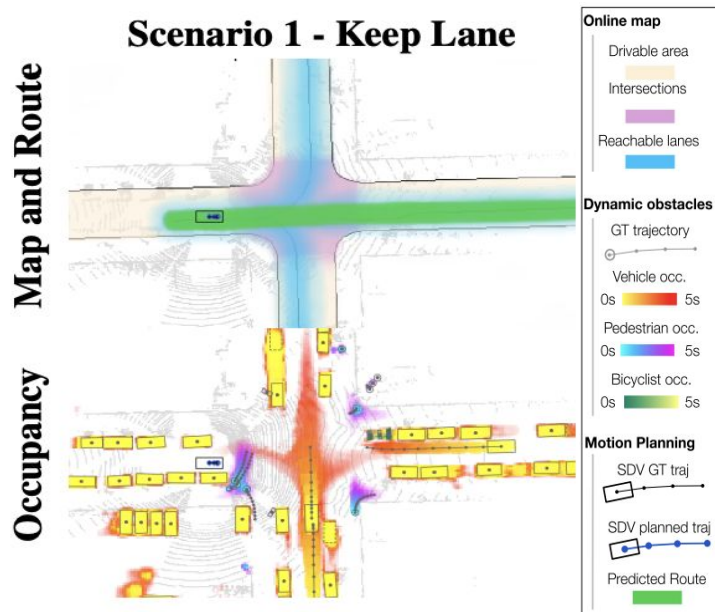 Scenario 1 - Keep Lane
Map and Route
Occupancy
Online map
Drivable area
Intersections
Reachable lanes
Dynamic obstacles
GT trajectory
Vehicle occ.
0s 5s
Pedestrian occ.
0s 5s
Bicyclist occ.
0s 5s
Motion Planning
SDV GT traj
SDV planned traj
Predicted Route